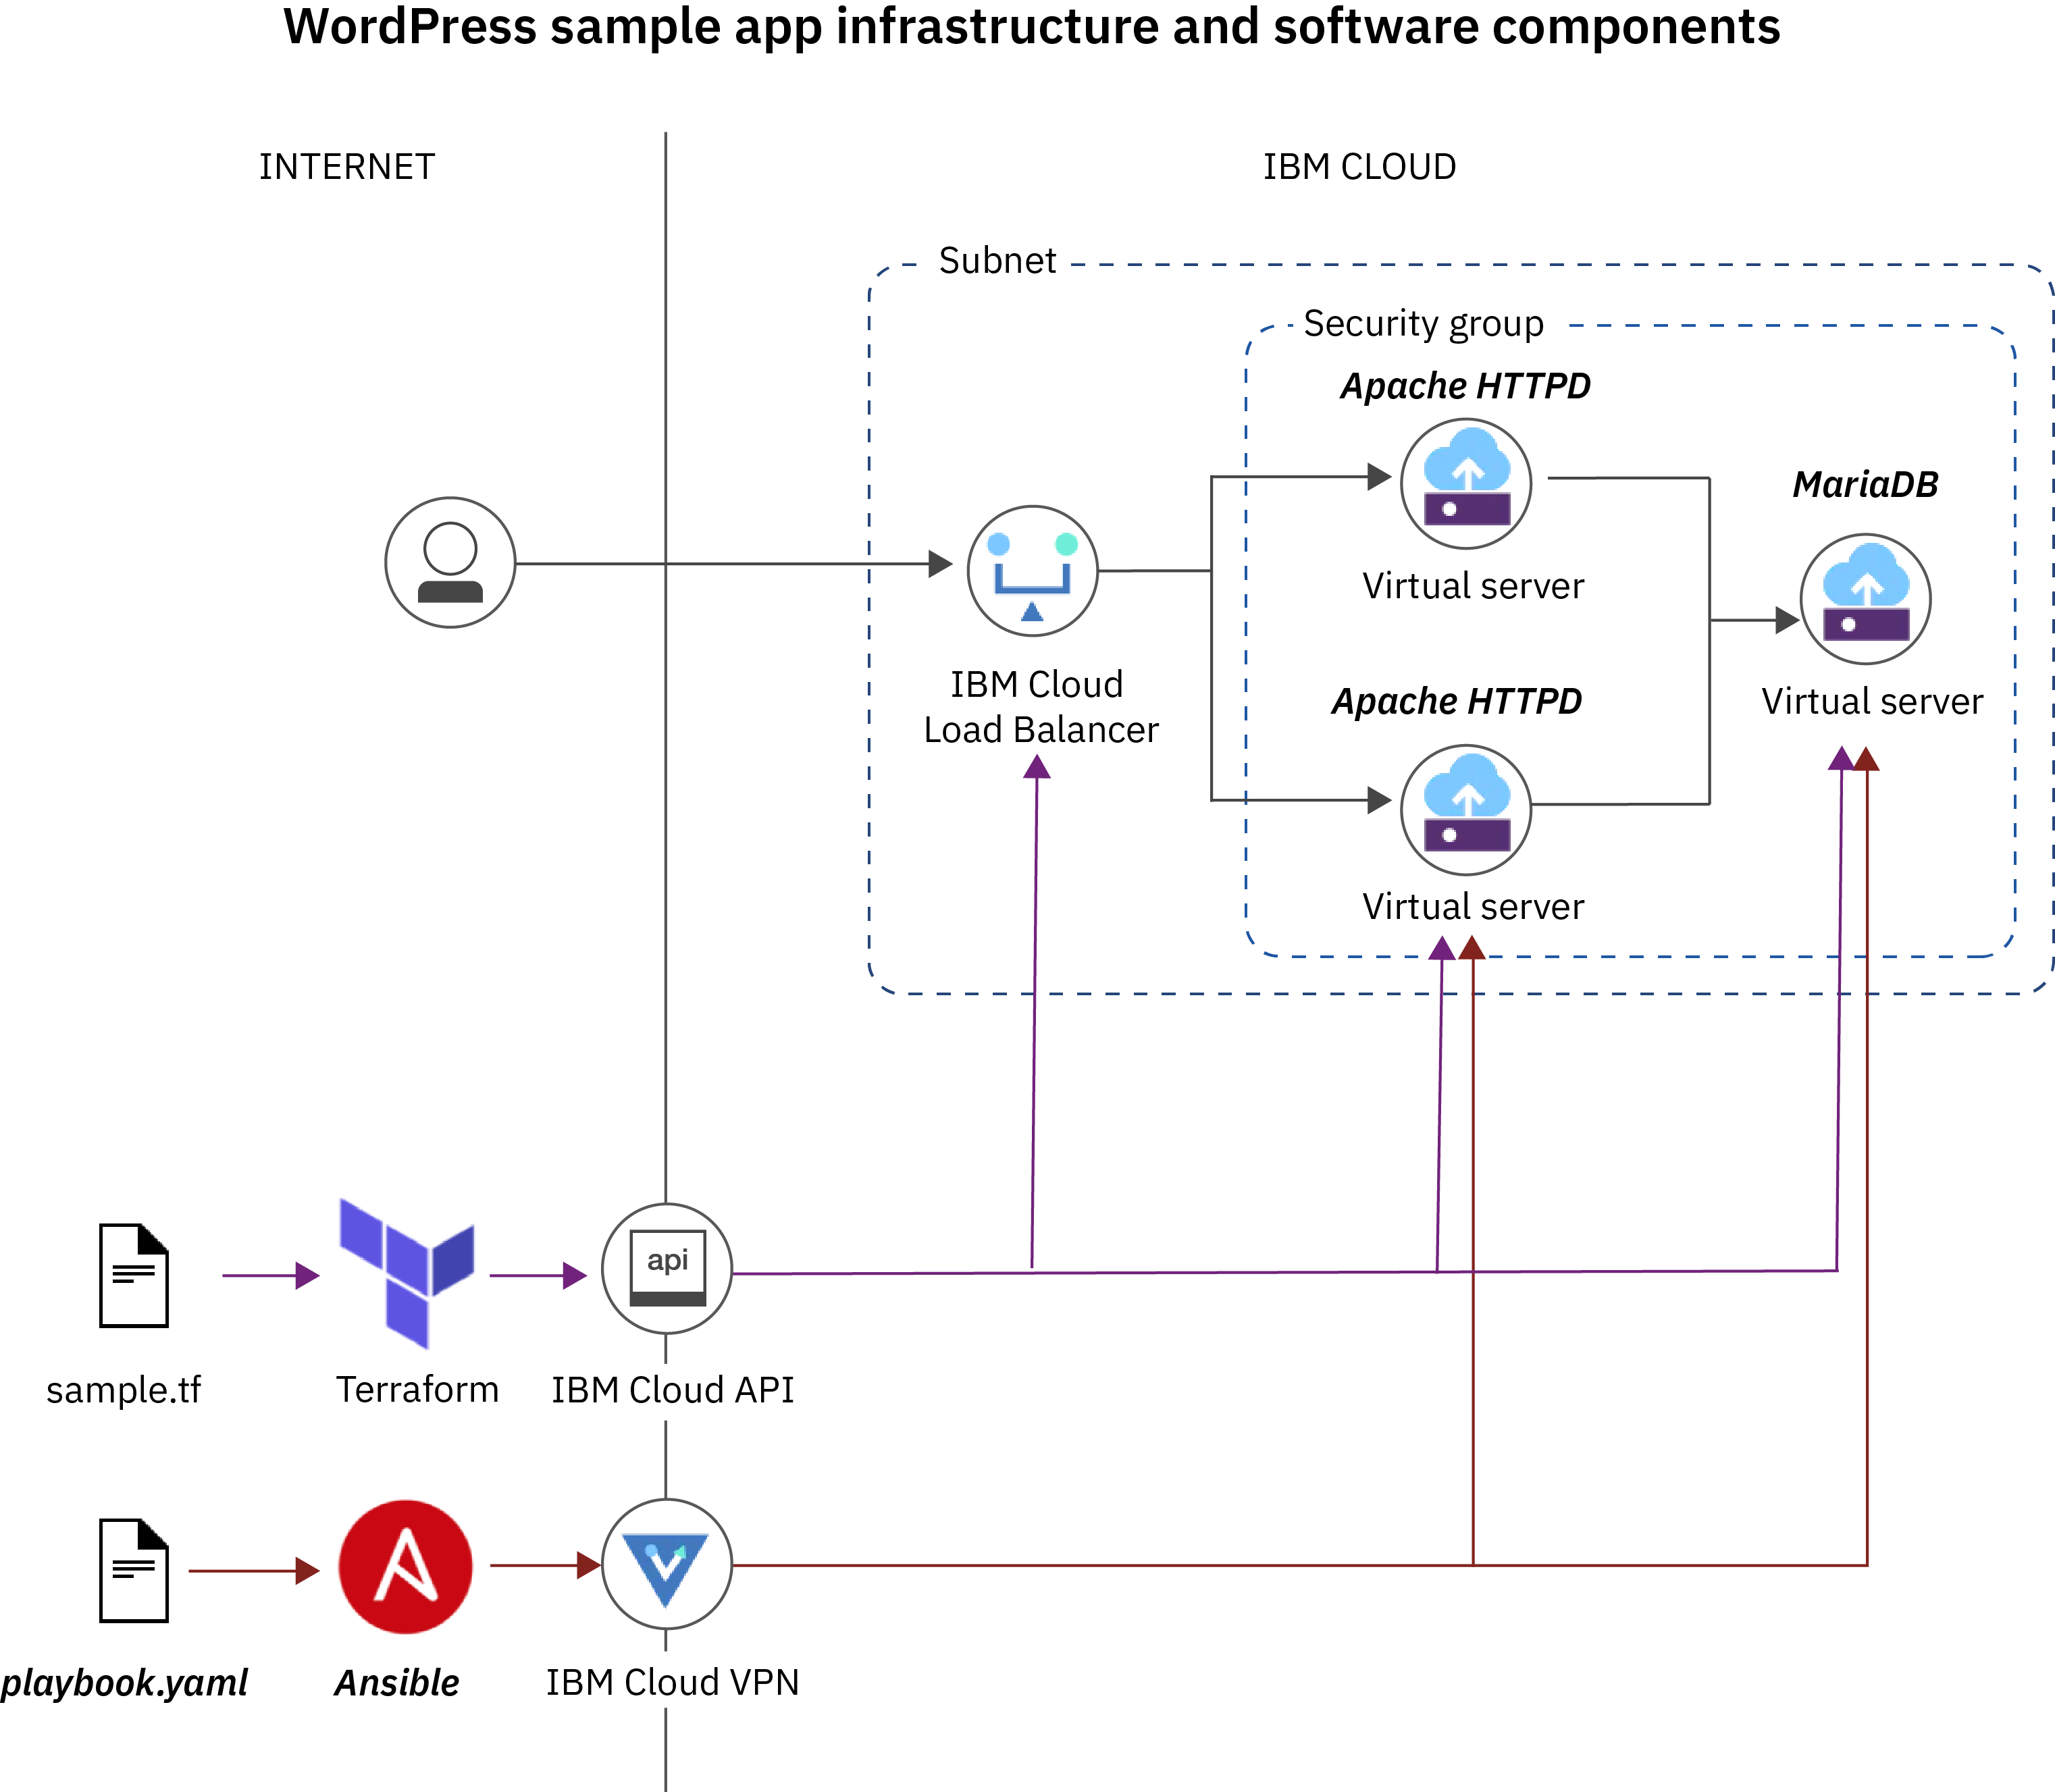 WordPress sample app infrastructure and software components
INTERNET
IBM CLOUD
Subnet
Security group
Apache HTTPD
MariaDB
Virtual server
IBM Cloud
Load Balancer
Apache HTTPD
Virtual server
Virtual server
api
sample.tf
Terraform
IBM Cloud API
playbook.yaml
Ansible
IBM Cloud VPN